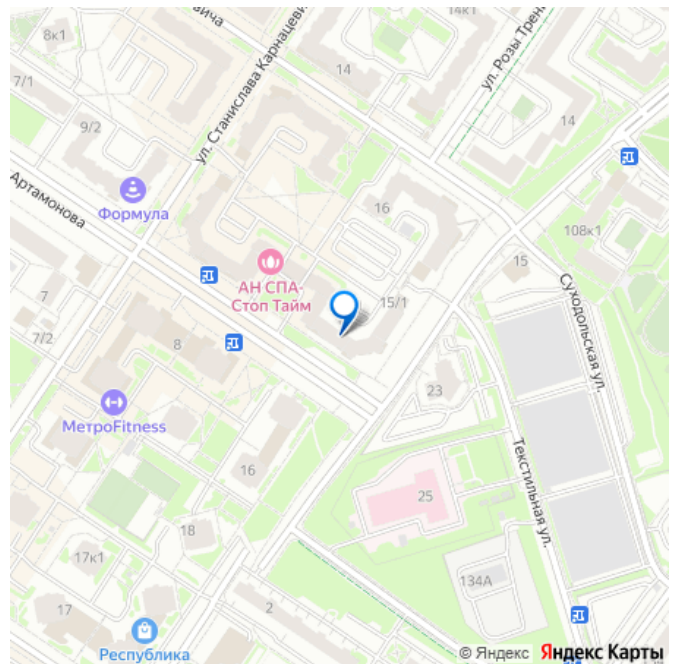 8к1
вича
14к1
ул. Розы Трен
ул. Станислава Карнацеви
7/1
14
9/2
14
Артамонова
Формула
16
108к1
АН СПА-
Стоп Тайм
15
7
15/1
7/2
8
Суходольская ул.
23
МетроFitness
Текстильная ул.
16
25
18
17к1
134А
17
2
Республика
© Яндекс Яндекс Карты